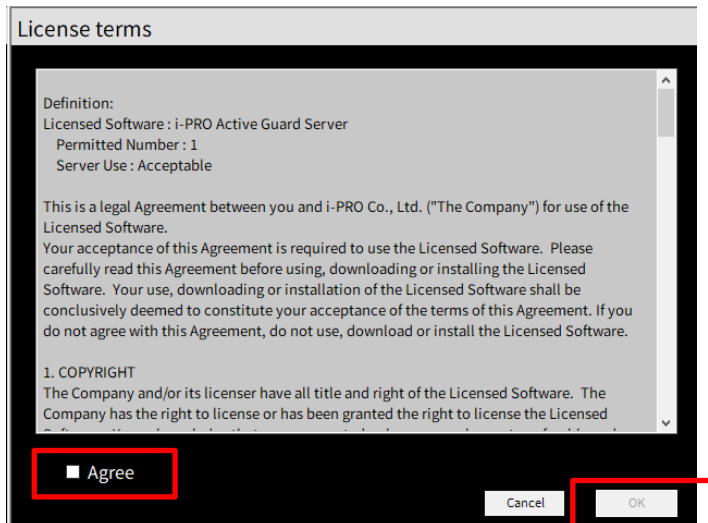 License terms
Definition:
Licensed Software : i-PRO Active Guard Server
Permitted Number : 1
Server Use : Acceptable
This is a legal Agreement between you and i-PRO Co., Ltd. ("The Company") for use of the
Licensed Software.
Your acceptance of this Agreement is required to use the Licensed Software.  Please
carefully read this Agreement before using, downloading or installing the Licensed
Software.  Your use, downloading or installation of the Licensed Software shall be
conclusively deemed to constitute your acceptance of the terms of this Agreement. If you
do not agree with this Agreement, do not use, download or install the Licensed Software.
1. COPYRIGHT
The Company and/or its licenser have all title and right of the Licensed Software.  The
Company has the right to license or has been granted the right to license the Licensed
Agree
Cancel
OK